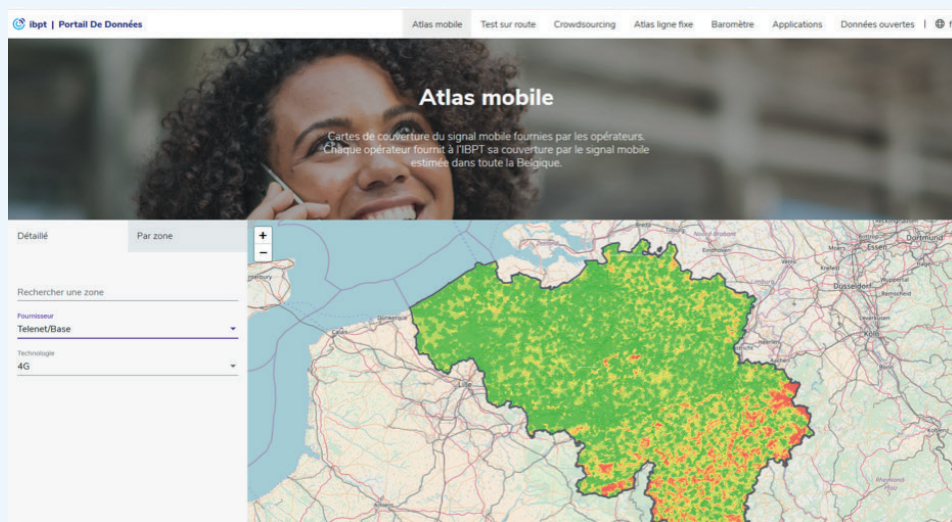 ibpt | Portail De Données
Atlas mobile
Test sur route
Crowdsourcing
Atlas ligne fixe
Baromètre
Applications
Données ouvertes
Atlas mobile
Cartes de couverture du signal mobile fournies par les opérateurs.
Chaque opérateur fournit à l'IBPT sa couverture par le signal mobile
estimée dans toute la Belgique.
Détaillé
Par zone
Rechercher une zone
Fournisseur
Telenet/Base
Technologie
4G
+
−
Dortmund
Essen
Düsseldorf
Köln
Lille